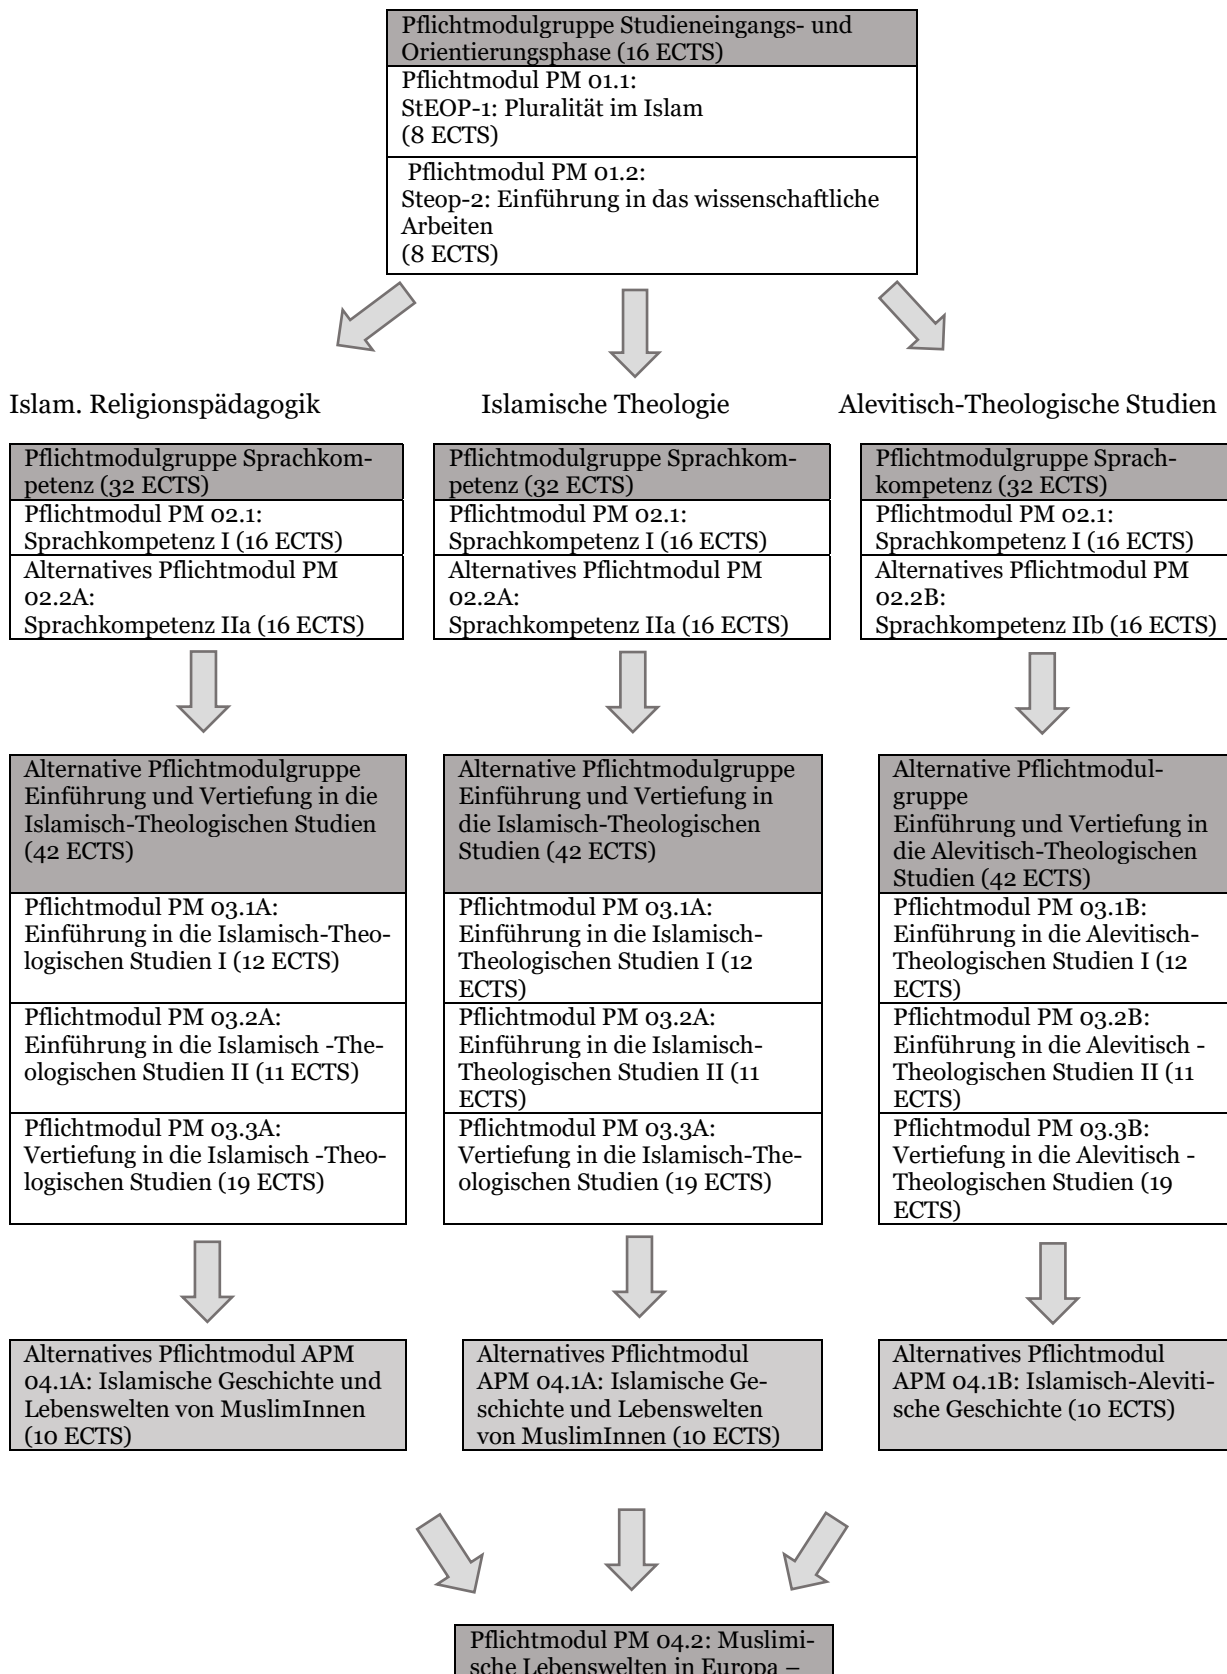 Pflichtmodulgruppe Studieneingangs- und
Orientierungsphase (16 ECTS)
Pflichtmodul PM 01.1:
StEOP-1: Pluralität im Islam
(8 ECTS)
Pflichtmodul PM 01.2:
Steop-2: Einführung in das wissenschaftliche
Arbeiten
(8 ECTS)
Islam. Religionspädagogik
Islamische Theologie
Alevitisch-Theologische Studien
Pflichtmodulgruppe Sprachkom-
petenz (32 ECTS)
Pflichtmodul PM 02.1:
Sprachkompetenz I (16 ECTS)
Alternatives Pflichtmodul PM
02.2A:
Sprachkompetenz IIa (16 ECTS)
Pflichtmodulgruppe Sprachkom-
petenz (32 ECTS)
Pflichtmodul PM 02.1:
Sprachkompetenz I (16 ECTS)
Alternatives Pflichtmodul PM
02.2A:
Sprachkompetenz IIa (16 ECTS)
Pflichtmodulgruppe Sprach-
kompetenz (32 ECTS)
Pflichtmodul PM 02.1:
Sprachkompetenz I (16 ECTS)
Alternatives Pflichtmodul PM
02.2B:
Sprachkompetenz IIb (16 ECTS)
Alternative Pflichtmodulgruppe
Einführung und Vertiefung in die
Islamisch-Theologischen Studien
(42 ECTS)
Pflichtmodul PM 03.1A:
Einführung in die Islamisch-Theo-
logischen Studien I (12 ECTS)
Pflichtmodul PM 03.2A:
Einführung in die Islamisch -The-
ologischen Studien II (11 ECTS)
Pflichtmodul PM 03.3A:
Vertiefung in die Islamisch -Theo-
logischen Studien (19 ECTS)
Alternative Pflichtmodulgruppe
Einführung und Vertiefung in
die Islamisch-Theologischen
Studien (42 ECTS)
Pflichtmodul PM 03.1A:
Einführung in die Islamisch-
Theologischen Studien I (12
ECTS)
Pflichtmodul PM 03.2A:
Einführung in die Islamisch-
Theologischen Studien II (11
ECTS)
Pflichtmodul PM 03.3A:
Vertiefung in die Islamisch-The-
ologischen Studien (19 ECTS)
Alternative Pflichtmodul-
gruppe
Einführung und Vertiefung in
die Alevitisch-Theologischen
Studien (42 ECTS)
Pflichtmodul PM 03.1B:
Einführung in die Alevitisch-
Theologischen Studien I (12
ECTS)
Pflichtmodul PM 03.2B:
Einführung in die Alevitisch -
Theologischen Studien II (11
ECTS)
Pflichtmodul PM 03.3B:
Vertiefung in die Alevitisch -
Theologischen Studien (19
ECTS)
Alternatives Pflichtmodul APM
04.1A: Islamische Geschichte und
Lebenswelten von MuslimInnen
(10 ECTS)
Alternatives Pflichtmodul
APM 04.1A: Islamische Ge-
schichte und Lebenswelten
von MuslimInnen (10 ECTS)
Alternatives Pflichtmodul
APM 04.1B: Islamisch-Aleviti-
sche Geschichte (10 ECTS)
Pflichtmodul PM 04.2: Muslimi-
sche Lebenswelten in Europa –